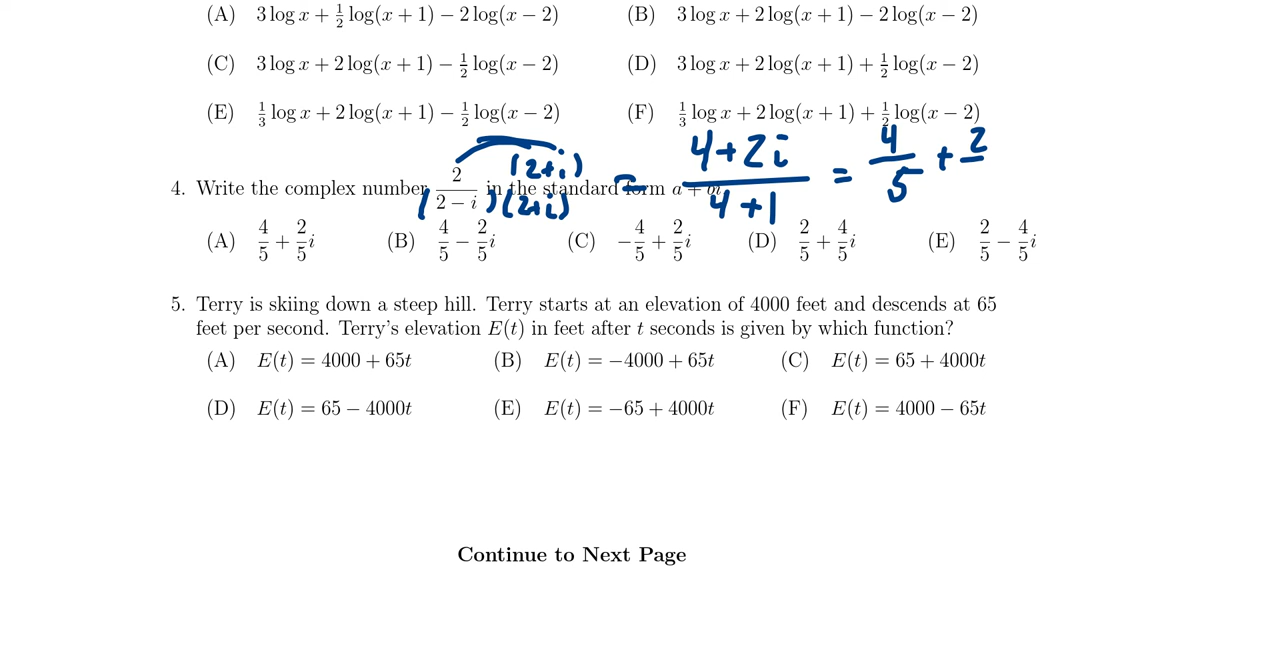 (A) 3 log x + 1/2 log(x + 1) − 2 log(x − 2) (B) 3 log x + 2 log(x + 1) − 2 log(x − 2)
(C) 3 log x + 2 log(x + 1) − 1/2 log(x − 2) (D) 3 log x + 2 log(x + 1) + 1/2 log(x − 2)
(E) 1/3 log x + 2 log(x + 1) − 1/2 log(x − 2) (F) 1/3 log x + 2 log(x + 1) + 1/2 log(x − 2)
(2+i) = 4+2i / 4+1 = 4/5 + 2
4. Write the complex number 2/(2 − i) in the standard form a + bi
( )(2+i)
(A) 4/5 + 2/5 i (B) 4/5 − 2/5 i (C) −4/5 + 2/5 i (D) 2/5 + 4/5 i (E) 2/5 − 4/5 i
5. Terry is skiing down a steep hill. Terry starts at an elevation of 4000 feet and descends at 65
feet per second. Terry's elevation E(t) in feet after t seconds is given by which function?
(A) E(t) = 4000 + 65t (B) E(t) = −4000 + 65t (C) E(t) = 65 + 4000t
(D) E(t) = 65 − 4000t (E) E(t) = −65 + 4000t (F) E(t) = 4000 − 65t
Continue to Next Page